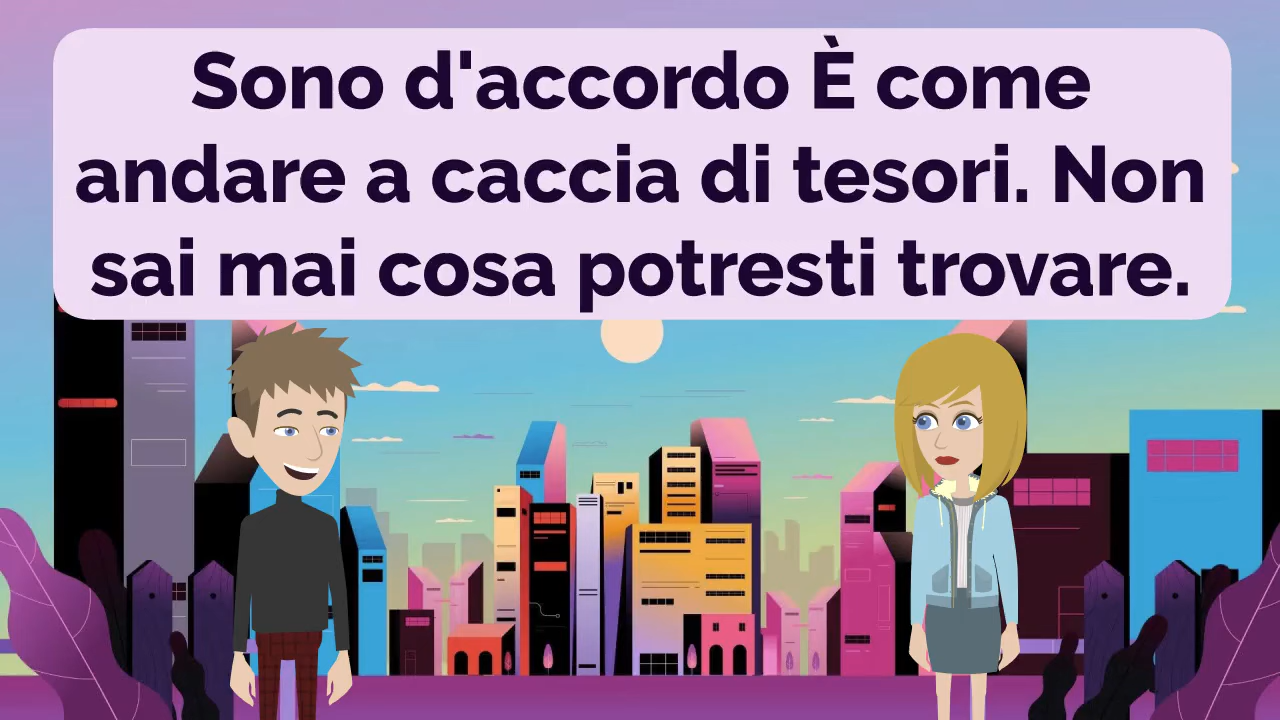 Sono d'accordo È come
andare a caccia di tesori. Non
sai mai cosa potresti trovare.